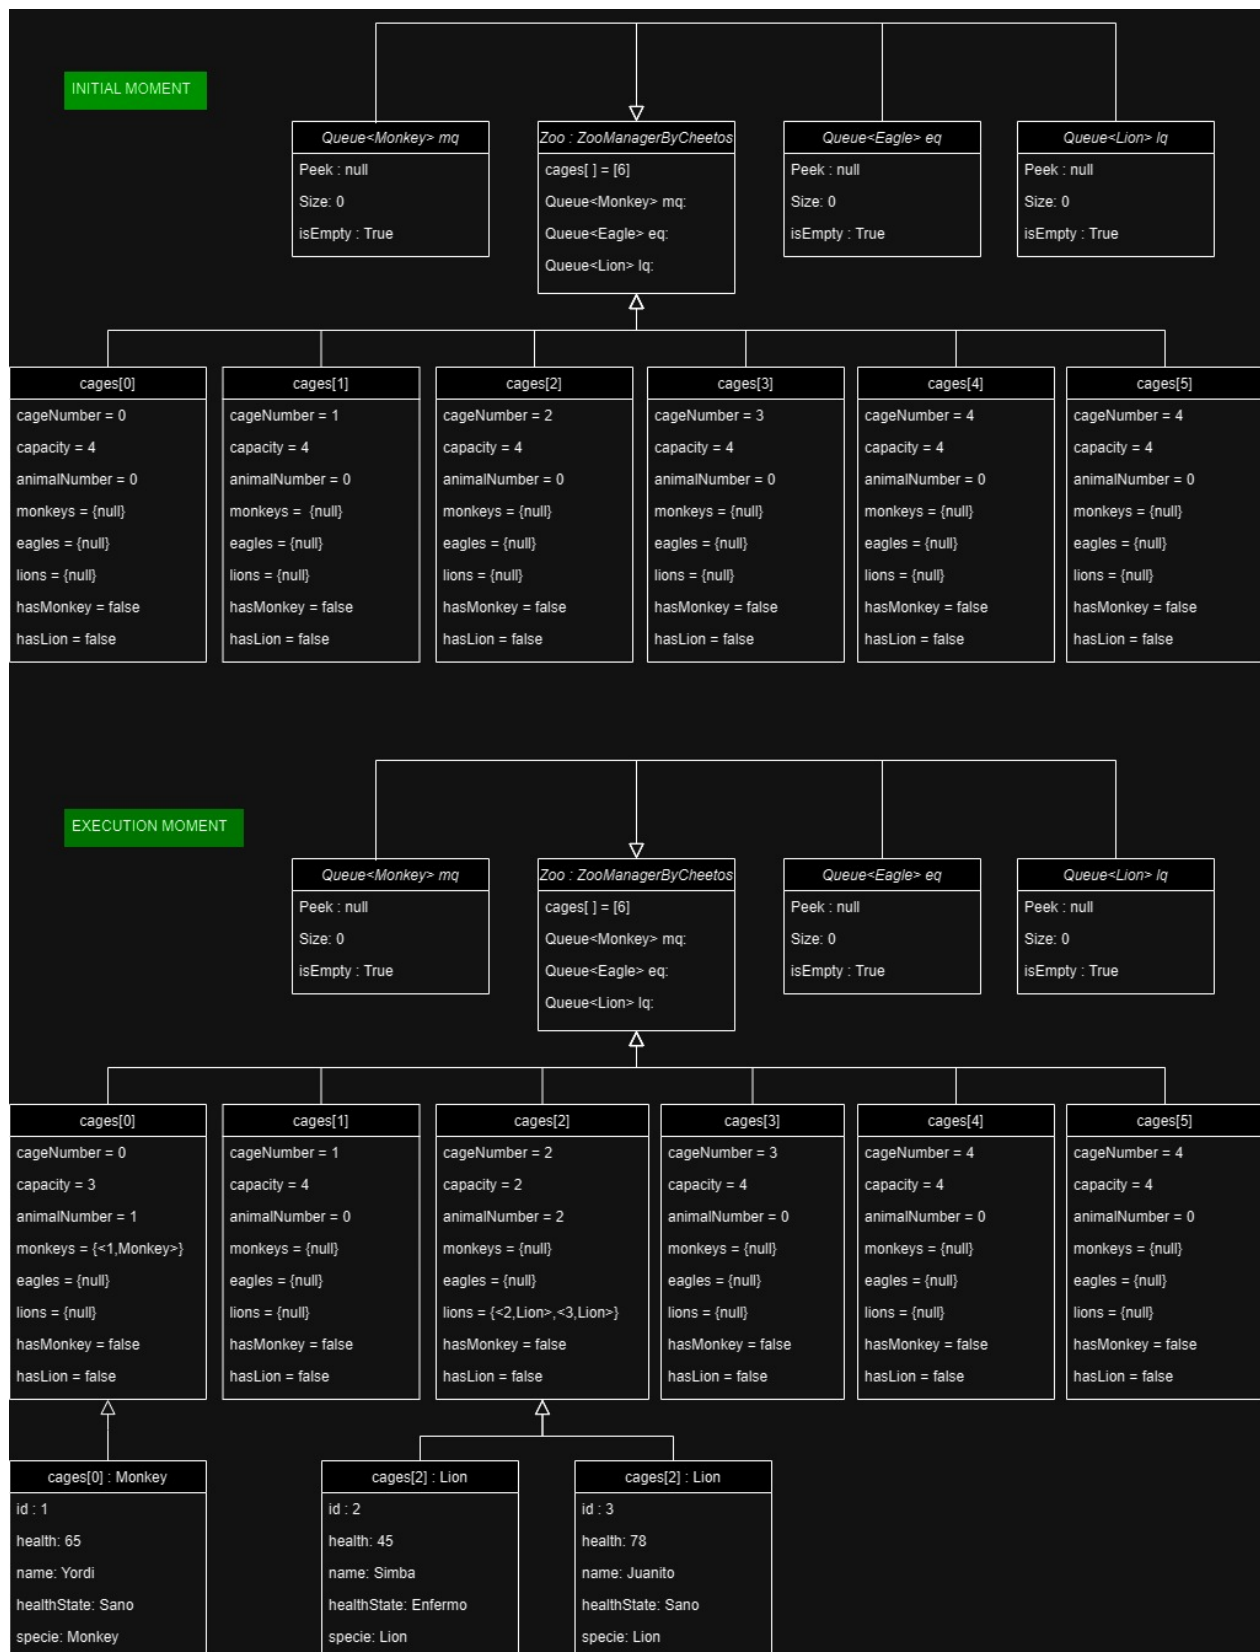 INITIAL MOMENT
Queue<Monkey> mq
Peek : null
Size: 0
isEmpty : True
Zoo : ZooManagerByCheetos
cages[ ] = [6]
Queue<Monkey> mq:
Queue<Eagle> eq:
Queue<Lion> lq:
Queue<Eagle> eq
Peek : null
Size: 0
isEmpty : True
Queue<Lion> lq
Peek : null
Size: 0
isEmpty : True
cages[0]
cageNumber = 0
capacity = 4
animalNumber = 0
monkeys = {null}
eagles = {null}
lions = {null}
hasMonkey = false
hasLion = false
cages[1]
cageNumber = 1
capacity = 4
animalNumber = 0
monkeys = {null}
eagles = {null}
lions = {null}
hasMonkey = false
hasLion = false
cages[2]
cageNumber = 2
capacity = 4
animalNumber = 0
monkeys = {null}
eagles = {null}
lions = {null}
hasMonkey = false
hasLion = false
cages[3]
cageNumber = 3
capacity = 4
animalNumber = 0
monkeys = {null}
eagles = {null}
lions = {null}
hasMonkey = false
hasLion = false
cages[4]
cageNumber = 4
capacity = 4
animalNumber = 0
monkeys = {null}
eagles = {null}
lions = {null}
hasMonkey = false
hasLion = false
cages[5]
cageNumber = 4
capacity = 4
animalNumber = 0
monkeys = {null}
eagles = {null}
lions = {null}
hasMonkey = false
hasLion = false
EXECUTION MOMENT
Queue<Monkey> mq
Peek : null
Size: 0
isEmpty : True
Zoo : ZooManagerByCheetos
cages[ ] = [6]
Queue<Monkey> mq:
Queue<Eagle> eq:
Queue<Lion> lq:
Queue<Eagle> eq
Peek : null
Size: 0
isEmpty : True
Queue<Lion> lq
Peek : null
Size: 0
isEmpty : True
cages[0]
cageNumber = 0
capacity = 3
animalNumber = 1
monkeys = {<1,Monkey>}
eagles = {null}
lions = {null}
hasMonkey = false
hasLion = false
cages[1]
cageNumber = 1
capacity = 4
animalNumber = 0
monkeys = {null}
eagles = {null}
lions = {null}
hasMonkey = false
hasLion = false
cages[2]
cageNumber = 2
capacity = 2
animalNumber = 2
monkeys = {null}
eagles = {null}
lions = {<2,Lion>,<3,Lion>}
hasMonkey = false
hasLion = false
cages[3]
cageNumber = 3
capacity = 4
animalNumber = 0
monkeys = {null}
eagles = {null}
lions = {null}
hasMonkey = false
hasLion = false
cages[4]
cageNumber = 4
capacity = 4
animalNumber = 0
monkeys = {null}
eagles = {null}
lions = {null}
hasMonkey = false
hasLion = false
cages[5]
cageNumber = 4
capacity = 4
animalNumber = 0
monkeys = {null}
eagles = {null}
lions = {null}
hasMonkey = false
hasLion = false
cages[0] : Monkey
id : 1
health: 65
name: Yordi
healthState: Sano
specie: Monkey
cages[2] : Lion
id : 2
health: 45
name: Simba
healthState: Enfermo
specie: Lion
cages[2] : Lion
id : 3
health: 78
name: Juanito
healthState: Sano
specie: Lion